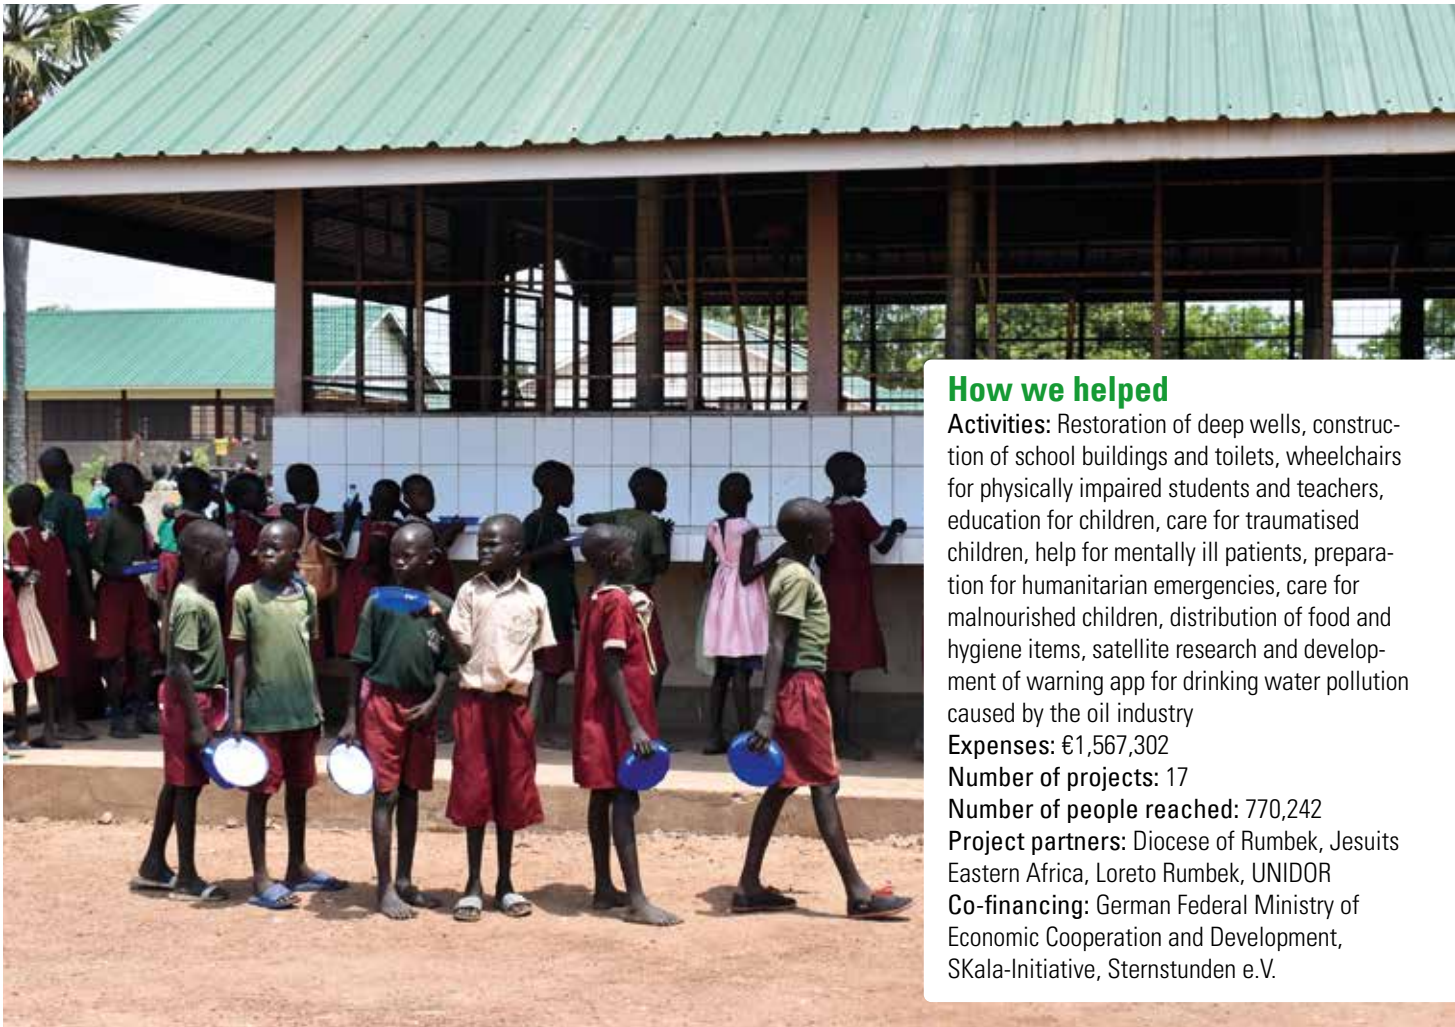 How we helped
Activities: Restoration of deep wells, construc-
tion of school buildings and toilets, wheelchairs
for physically impaired students and teachers,
education for children, care for traumatised
children, help for mentally ill patients, prepara-
tion for humanitarian emergencies, care for
malnourished children, distribution of food and
hygiene items, satellite research and develop-
ment of warning app for drinking water pollution
caused by the oil industry
Expenses: €1,567,302
Number of projects: 17
Number of people reached: 770,242
Project partners: Diocese of Rumbek, Jesuits
Eastern Africa, Loreto Rumbek, UNIDOR
Co-financing: German Federal Ministry of
Economic Cooperation and Development,
SKala-Initiative, Sternstunden e.V.